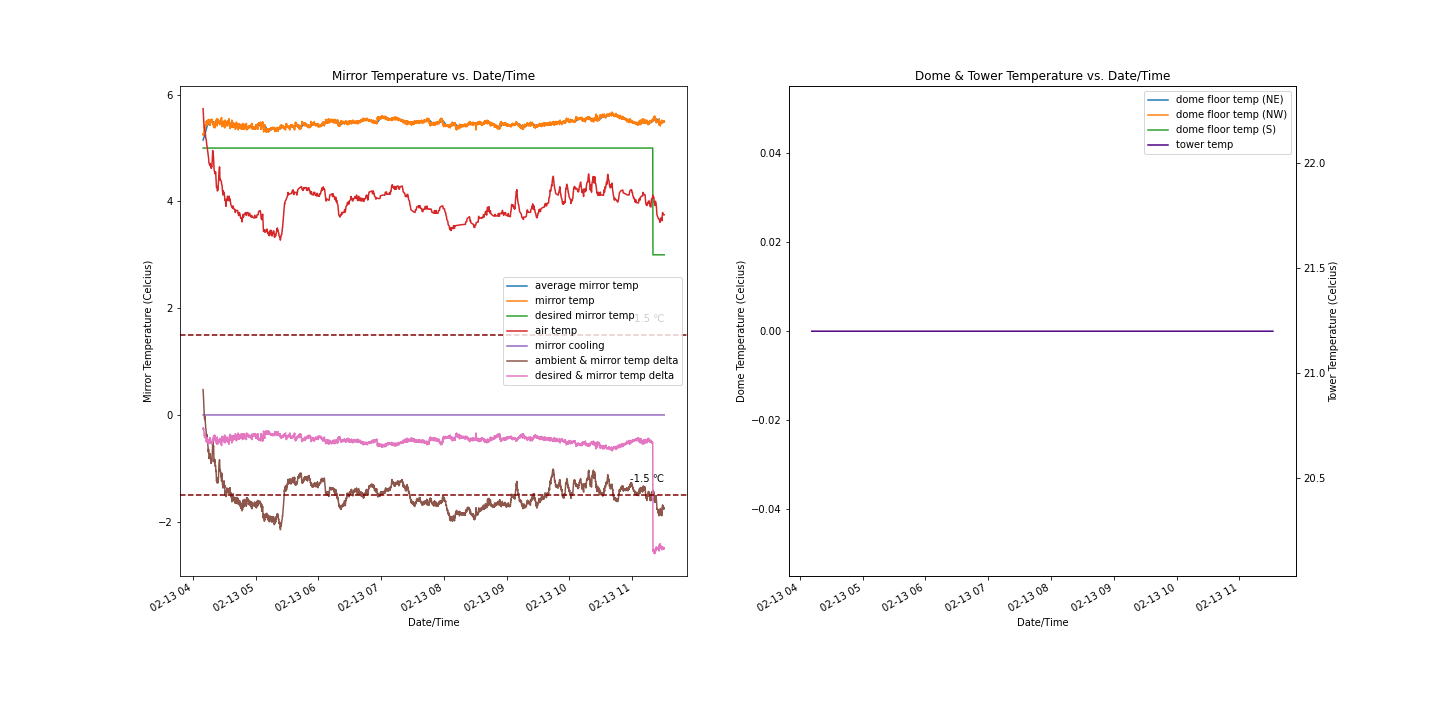 Mirror Temperature vs. Date/Time
6
4
2
0
−2
Mirror Temperature (Celcius)
average mirror temp
mirror temp
desired mirror temp
air temp
mirror cooling
ambient & mirror temp delta
desired & mirror temp delta
1.5 °C
-1.5 °C
02-13 04
02-13 05
02-13 06
02-13 07
02-13 08
02-13 09
02-13 10
02-13 11
Date/Time
Dome & Tower Temperature vs. Date/Time
0.04
0.02
0.00
−0.02
−0.04
Dome Temperature (Celcius)
dome floor temp (NE)
dome floor temp (NW)
dome floor temp (S)
tower temp
22.0
21.5
21.0
20.5
Tower Temperature (Celcius)
02-13 04
02-13 05
02-13 06
02-13 07
02-13 08
02-13 09
02-13 10
02-13 11
Date/Time